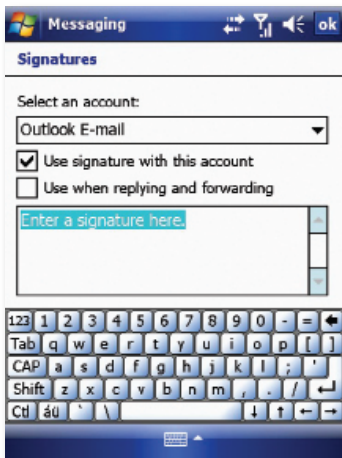 Messaging ok
Signatures
Select an account:
Outlook E-mail
Use signature with this account
Use when replying and forwarding
Enter a signature here.
123 1 2 3 4 5 6 7 8 9 0 - =
Tab q w e r t y u i o p [ ]
CAP a s d f g h j k l ; '
Shift z x c v b n m , . /
Ctl áü ` \